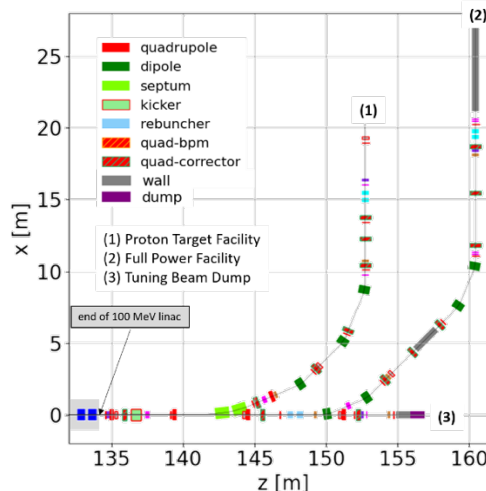 (2)
25
20
15
10
5
0
x [m]
quadrupole
dipole
septum
kicker
rebuncher
quad-bpm
quad-corrector
wall
dump
(1)
(1) Proton Target Facility
(2) Full Power Facility
(3) Tuning Beam Dump
end of 100 MeV linac
(3)
135 140 145 150 155 160
z [m]